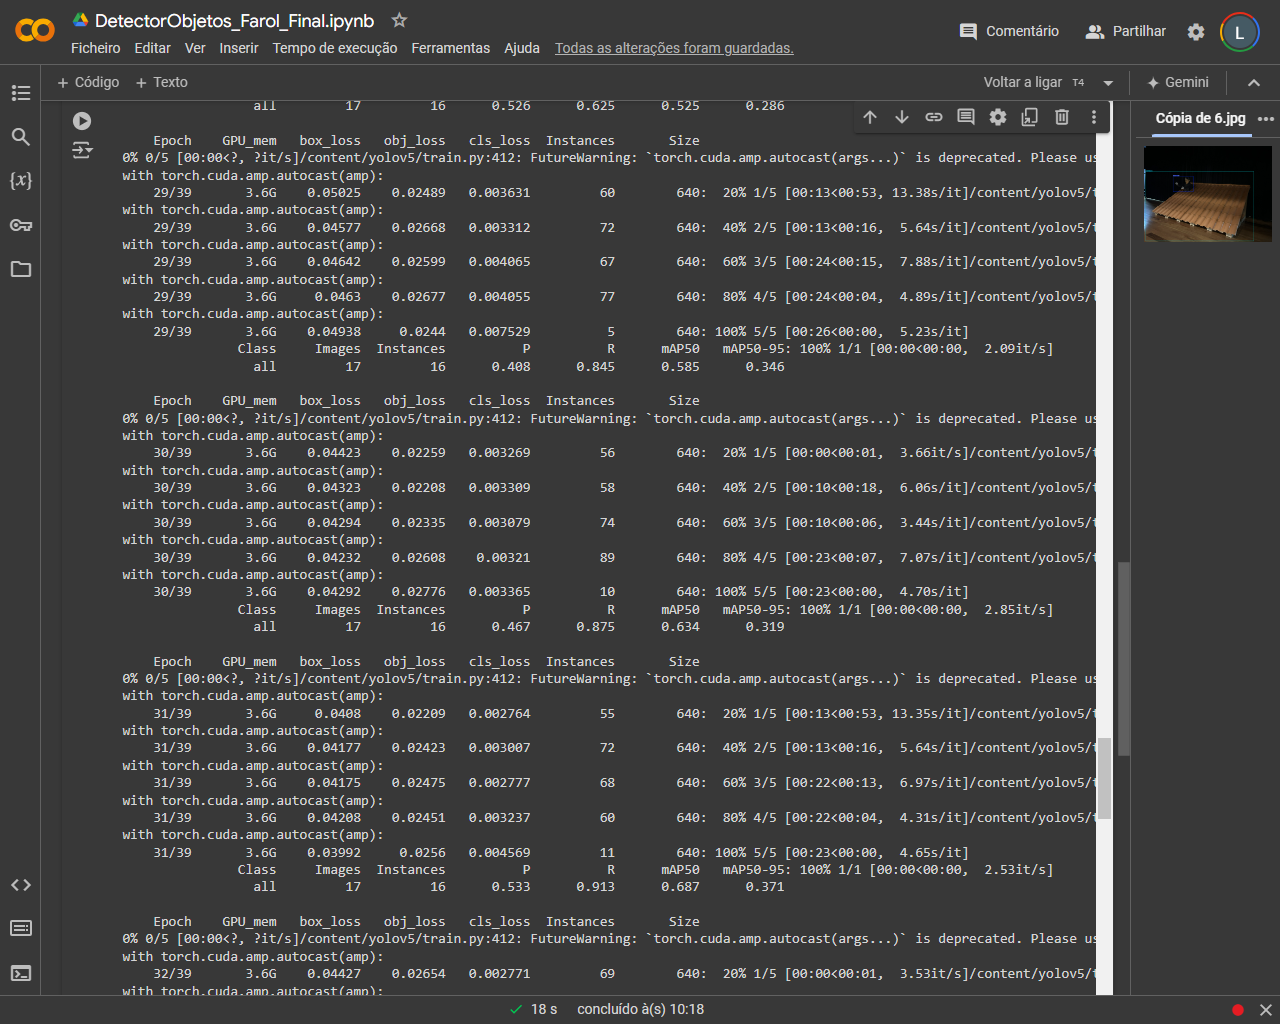 DetectorObjetos_Farol_Final.ipynb
Ficheiro Editar Ver Inserir Tempo de execução Ferramentas Ajuda Todas as alterações foram guardadas.
Comentário Partilhar L
+ Código + Texto Voltar a ligar T4 Gemini
Cópia de 6.jpg
all 17 16 0.526 0.625 0.525 0.286
Epoch GPU_mem box_loss obj_loss cls_loss Instances Size
0% 0/5 [00:00<?, ?it/s]/content/yolov5/train.py:412: FutureWarning: `torch.cuda.amp.autocast(args...)` is deprecated. Please us
with torch.cuda.amp.autocast(amp):
29/39 3.6G 0.05025 0.02489 0.003631 60 640: 20% 1/5 [00:13<00:53, 13.38s/it]/content/yolov5/t
with torch.cuda.amp.autocast(amp):
29/39 3.6G 0.04577 0.02668 0.003312 72 640: 40% 2/5 [00:13<00:16, 5.64s/it]/content/yolov5/t
with torch.cuda.amp.autocast(amp):
29/39 3.6G 0.04642 0.02599 0.004065 67 640: 60% 3/5 [00:24<00:15, 7.88s/it]/content/yolov5/t
with torch.cuda.amp.autocast(amp):
29/39 3.6G 0.0463 0.02677 0.004055 77 640: 80% 4/5 [00:24<00:04, 4.89s/it]/content/yolov5/t
with torch.cuda.amp.autocast(amp):
29/39 3.6G 0.04938 0.0244 0.007529 5 640: 100% 5/5 [00:26<00:00, 5.23s/it]
Class Images Instances P R mAP50 mAP50-95: 100% 1/1 [00:00<00:00, 2.09it/s]
all 17 16 0.408 0.845 0.585 0.346
Epoch GPU_mem box_loss obj_loss cls_loss Instances Size
0% 0/5 [00:00<?, ?it/s]/content/yolov5/train.py:412: FutureWarning: `torch.cuda.amp.autocast(args...)` is deprecated. Please us
with torch.cuda.amp.autocast(amp):
30/39 3.6G 0.04423 0.02259 0.003269 56 640: 20% 1/5 [00:00<00:01, 3.66it/s]/content/yolov5/t
with torch.cuda.amp.autocast(amp):
30/39 3.6G 0.04323 0.02208 0.003309 58 640: 40% 2/5 [00:10<00:18, 6.06s/it]/content/yolov5/t
with torch.cuda.amp.autocast(amp):
30/39 3.6G 0.04294 0.02335 0.003079 74 640: 60% 3/5 [00:10<00:06, 3.44s/it]/content/yolov5/t
with torch.cuda.amp.autocast(amp):
30/39 3.6G 0.04232 0.02608 0.00321 89 640: 80% 4/5 [00:23<00:07, 7.07s/it]/content/yolov5/t
with torch.cuda.amp.autocast(amp):
30/39 3.6G 0.04292 0.02776 0.003365 10 640: 100% 5/5 [00:23<00:00, 4.70s/it]
Class Images Instances P R mAP50 mAP50-95: 100% 1/1 [00:00<00:00, 2.85it/s]
all 17 16 0.467 0.875 0.634 0.319
Epoch GPU_mem box_loss obj_loss cls_loss Instances Size
0% 0/5 [00:00<?, ?it/s]/content/yolov5/train.py:412: FutureWarning: `torch.cuda.amp.autocast(args...)` is deprecated. Please us
with torch.cuda.amp.autocast(amp):
31/39 3.6G 0.0408 0.02209 0.002764 55 640: 20% 1/5 [00:13<00:53, 13.35s/it]/content/yolov5/t
with torch.cuda.amp.autocast(amp):
31/39 3.6G 0.04177 0.02423 0.003007 72 640: 40% 2/5 [00:13<00:16, 5.64s/it]/content/yolov5/t
with torch.cuda.amp.autocast(amp):
31/39 3.6G 0.04175 0.02475 0.002777 68 640: 60% 3/5 [00:22<00:13, 6.97s/it]/content/yolov5/t
with torch.cuda.amp.autocast(amp):
31/39 3.6G 0.04208 0.02451 0.003237 60 640: 80% 4/5 [00:22<00:04, 4.31s/it]/content/yolov5/t
with torch.cuda.amp.autocast(amp):
31/39 3.6G 0.03992 0.0256 0.004569 11 640: 100% 5/5 [00:23<00:00, 4.65s/it]
Class Images Instances P R mAP50 mAP50-95: 100% 1/1 [00:00<00:00, 2.53it/s]
all 17 16 0.533 0.913 0.687 0.371
Epoch GPU_mem box_loss obj_loss cls_loss Instances Size
0% 0/5 [00:00<?, ?it/s]/content/yolov5/train.py:412: FutureWarning: `torch.cuda.amp.autocast(args...)` is deprecated. Please us
with torch.cuda.amp.autocast(amp):
32/39 3.6G 0.04427 0.02654 0.002771 69 640: 20% 1/5 [00:00<00:01, 3.53it/s]/content/yolov5/t
with torch.cuda.amp.autocast(amp):
18 s concluído à(s) 10:18